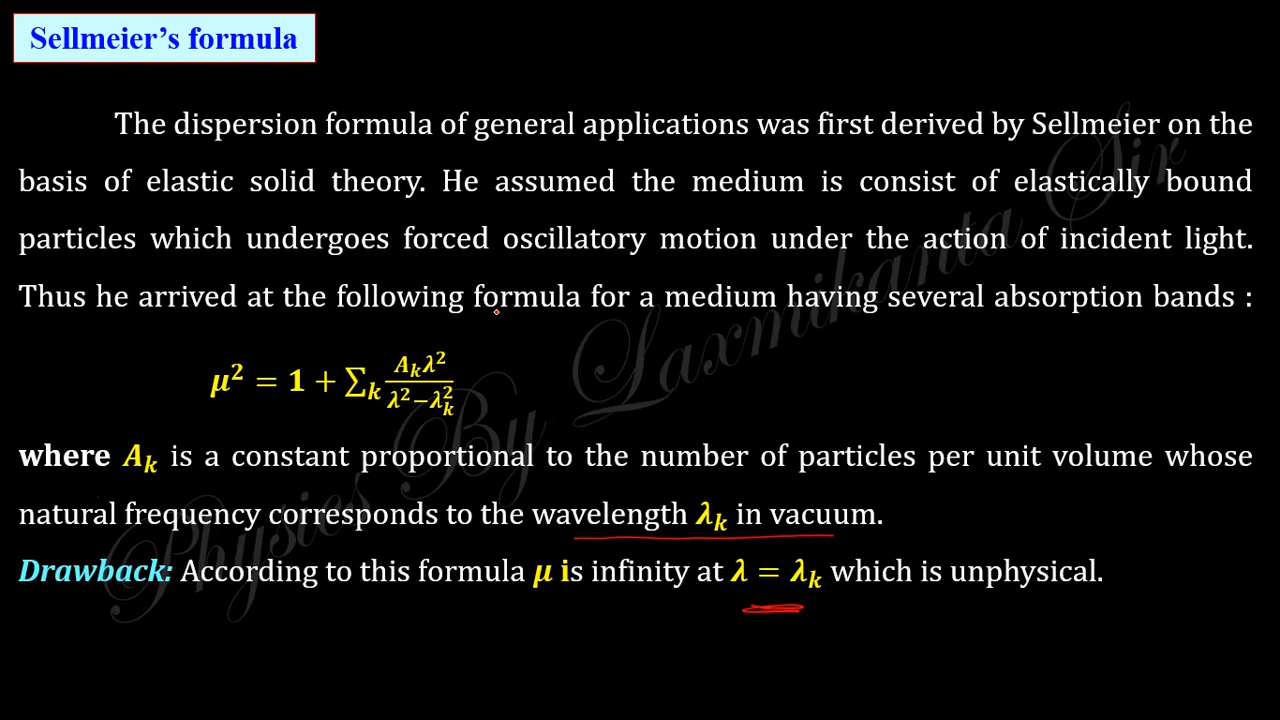 Sellmeier’s formula
The dispersion formula of general applications was first derived by Sellmeier on the
basis of elastic solid theory. He assumed the medium is consist of elastically bound
particles which undergoes forced oscillatory motion under the action of incident light.
Thus he arrived at the following formula for a medium having several absorption bands :
μ² = 1 + ∑ₖ Aₖλ² / (λ² − λₖ²)
where Aₖ is a constant proportional to the number of particles per unit volume whose
natural frequency corresponds to the wavelength λₖ in vacuum.
Drawback: According to this formula μ is infinity at λ = λₖ which is unphysical.
Physics By Laxmikanta Sir